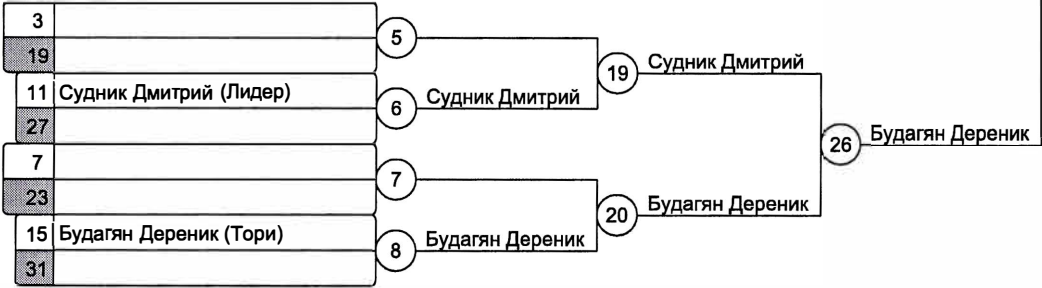 3
5
19
19
Судник Дмитрий
11 Судник Дмитрий (Лидер)
6
Судник Дмитрий
27
26
Будагян Дереник
7
7
23
20
Будагян Дереник
15 Будагян Дереник (Тори)
8
Будагян Дереник
31